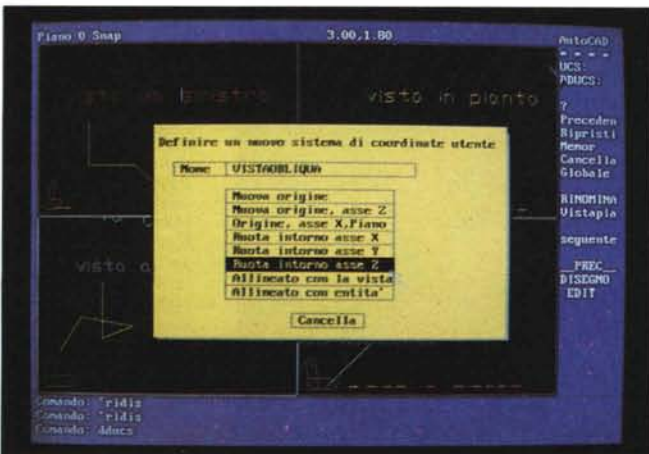 Piano 0 Snap
3.00,1.80
AutoCAD
- - - -
UCS:
PDUCS:
?
Preceden
Ripristi
Memor
Cancella
Globale
RINOMINA
Vistapia
seguente
__PREC__
DISEGNO
EDIT
visto in pianta
Definire un nuovo sistema di coordinate utente
Nome VISTAOBLIQUA
Nuova origine
Nuova origine, asse Z
Origine, asse X,Piano
Ruota intorno asse X
Ruota intorno asse Y
Ruota intorno asse Z
Allineato con la vista
Allineato con entita'
Cancella
vista
Comando: 'ridis
Comando: 'ridis
Comando: dducs